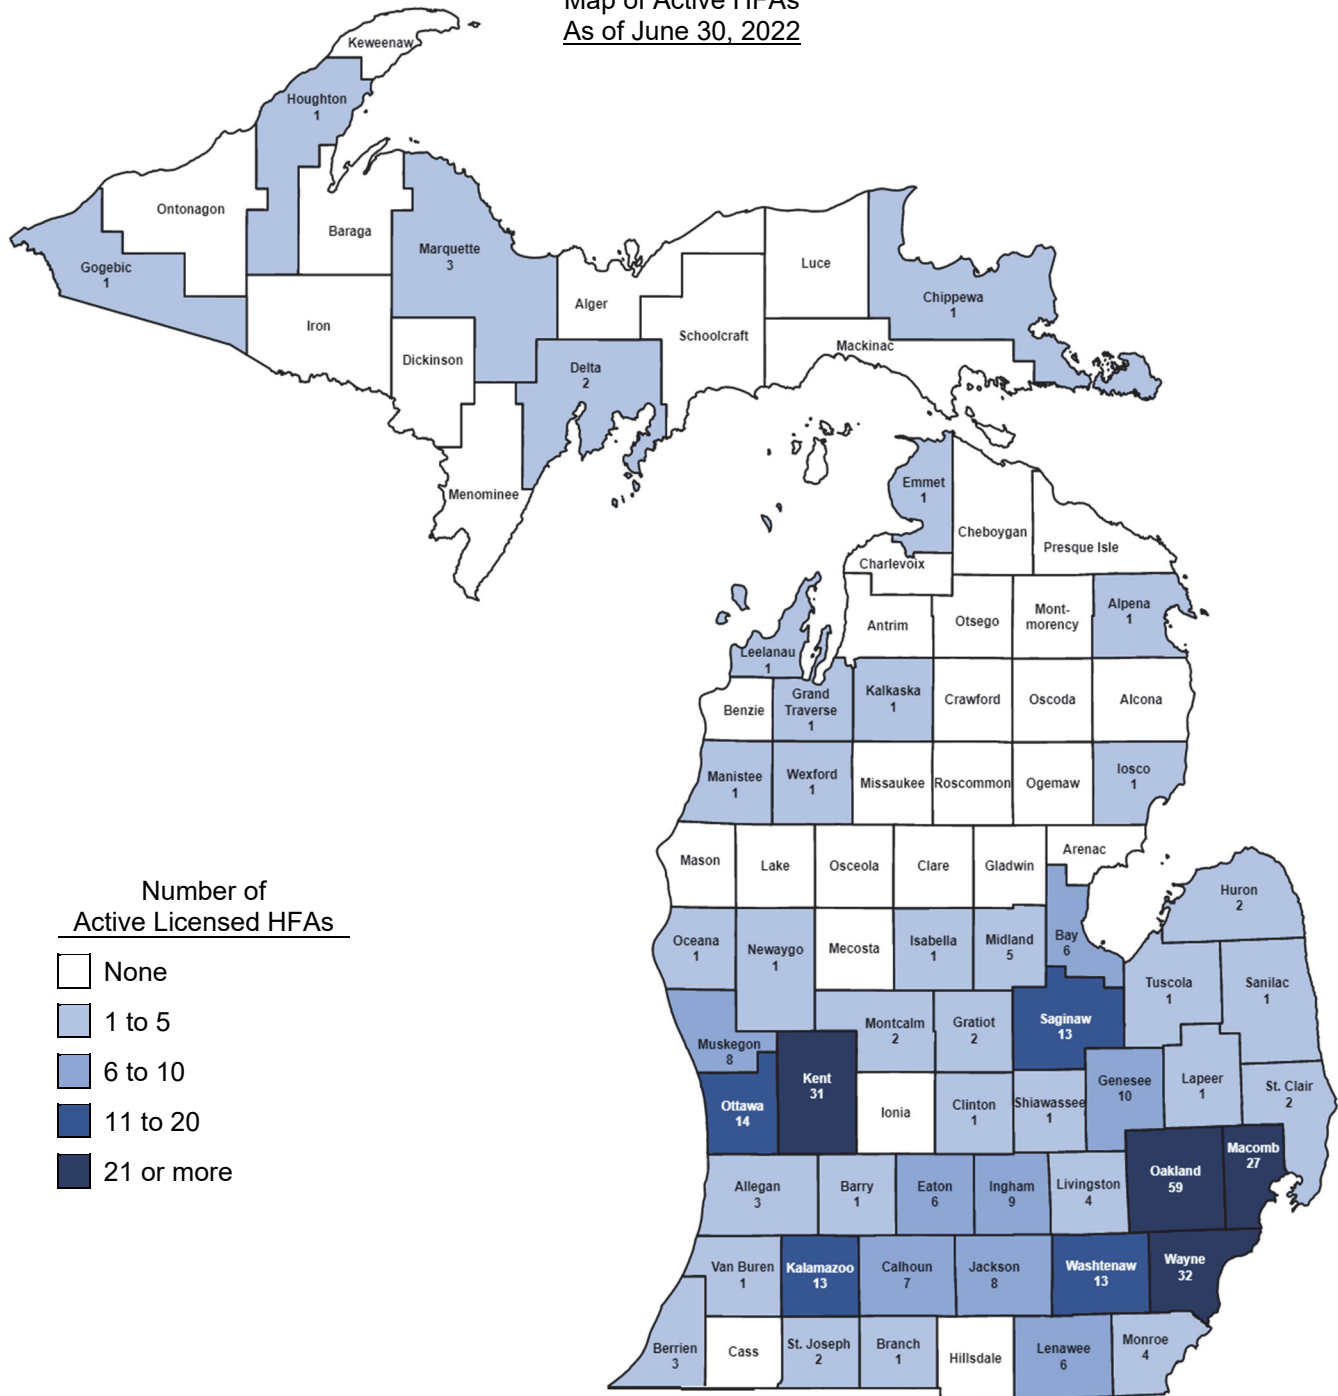 Map of Active HFAs
As of June 30, 2022
Keweenaw
Houghton
1
Ontonagon
Baraga
Gogebic
1
Marquette
3
Iron
Dickinson
Alger
Luce
Chippewa
1
Schoolcraft
Mackinac
Delta
2
Menominee
Emmet
1
Cheboygan
Presque Isle
Charlevoix
Antrim
Otsego
Mont-
morency
Alpena
1
Leelanau
1
Benzie
Grand
Traverse
1
Kalkaska
1
Crawford
Oscoda
Alcona
Manistee
1
Wexford
1
Missaukee
Roscommon
Ogemaw
Iosco
1
Mason
Lake
Osceola
Clare
Gladwin
Arenac
Huron
2
Oceana
1
Newaygo
1
Mecosta
Isabella
1
Midland
5
Bay
6
Tuscola
1
Sanilac
1
Muskegon
8
Montcalm
2
Gratiot
2
Saginaw
13
Ottawa
14
Kent
31
Ionia
Clinton
1
Shiawassee
1
Genesee
10
Lapeer
1
St. Clair
2
Allegan
3
Barry
1
Eaton
6
Ingham
9
Livingston
4
Oakland
59
Macomb
27
Van Buren
1
Kalamazoo
13
Calhoun
7
Jackson
8
Washtenaw
13
Wayne
32
Berrien
3
Cass
St. Joseph
2
Branch
1
Hillsdale
Lenawee
6
Monroe
4
Number of
Active Licensed HFAs
None
1 to 5
6 to 10
11 to 20
21 or more